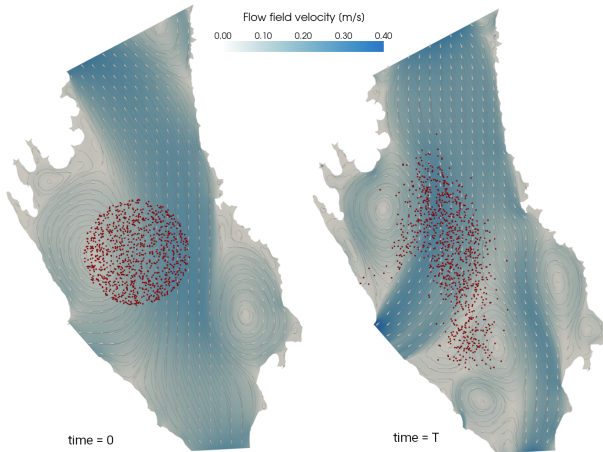 Flow field velocity (m/s)
0.00 0.10 0.20 0.30 0.40
time = 0
time = T